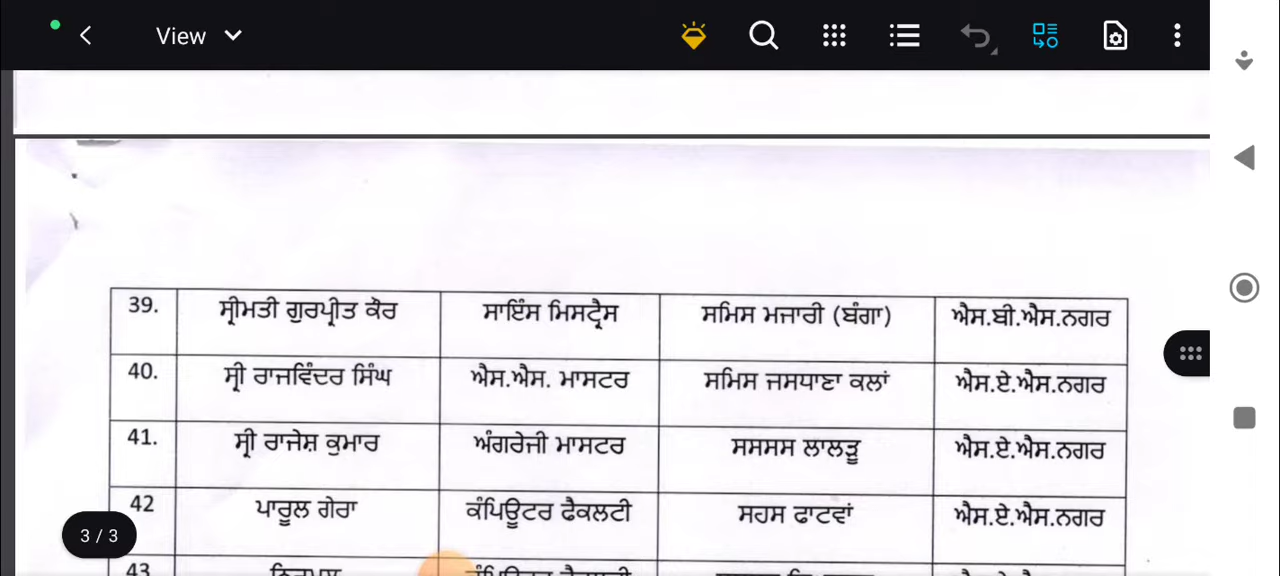 View
39. ਸ੍ਰੀਮਤੀ ਗੁਰਪ੍ਰੀਤ ਕੌਰ ਸਾਇੰਸ ਮਿਸਟ੍ਰੈਸ ਸਮਿਸ ਮਜਾਰੀ (ਬੰਗਾ) ਐਸ.ਬੀ.ਐਸ.ਨਗਰ
40. ਸ੍ਰੀ ਰਾਜਵਿੰਦਰ ਸਿੰਘ ਐਸ.ਐਸ. ਮਾਸਟਰ ਸਮਿਸ ਜਸਧਾਣਾ ਕਲਾਂ ਐਸ.ਏ.ਐਸ.ਨਗਰ
41. ਸ੍ਰੀ ਰਾਜੇਸ਼ ਕੁਮਾਰ ਅੰਗਰੇਜੀ ਮਾਸਟਰ ਸਸਸਸ ਲਾਲੜੂ ਐਸ.ਏ.ਐਸ.ਨਗਰ
42 ਪਾਰੂਲ ਗੇਰਾ ਕੰਪਿਊਟਰ ਫੈਕਲਟੀ ਸਹਸ ਫਾਟਵਾਂ ਐਸ.ਏ.ਐਸ.ਨਗਰ
3 / 3
43